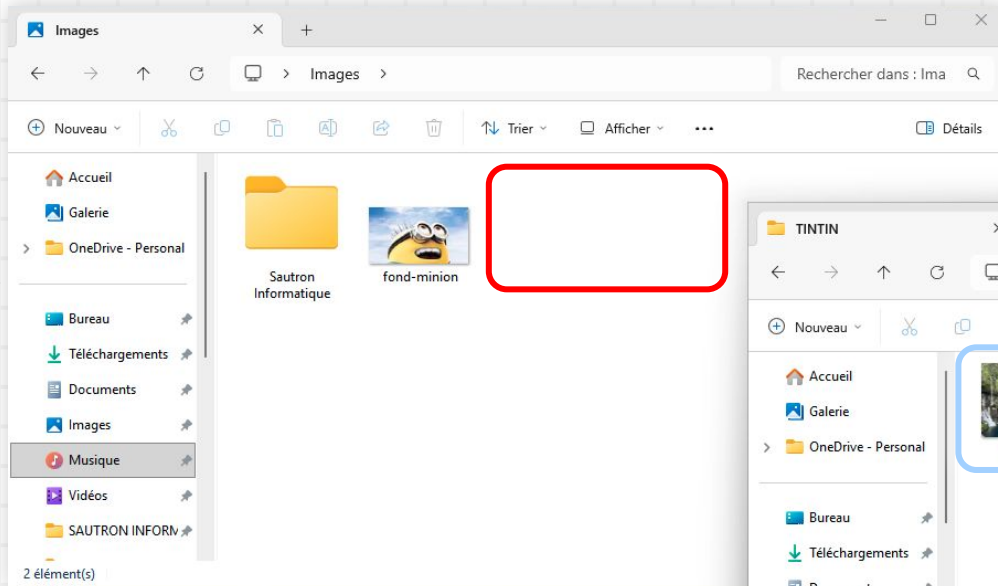 Images
Images
Rechercher dans : Ima
Nouveau
Trier
Afficher
Détails
Accueil
Galerie
OneDrive - Personal
Bureau
Téléchargements
Documents
Images
Musique
Vidéos
SAUTRON INFORM
2 élément(s)
Sautron
Informatique
fond-minion
TINTIN
Nouveau
Accueil
Galerie
OneDrive - Personal
Bureau
Téléchargements